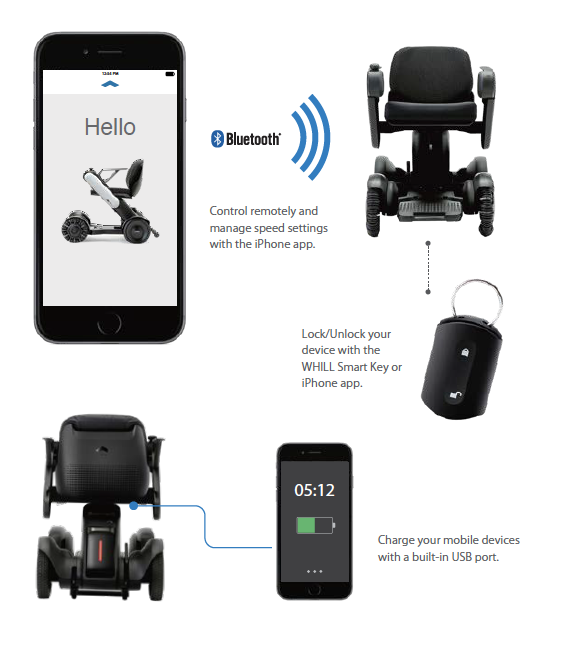 12:04 PM
Hello
Bluetooth®
Control remotely and
manage speed settings
with the iPhone app.
Lock/Unlock your
device with the
WHILL Smart Key or
iPhone app.
05:12
Charge your mobile devices
with a built-in USB port.